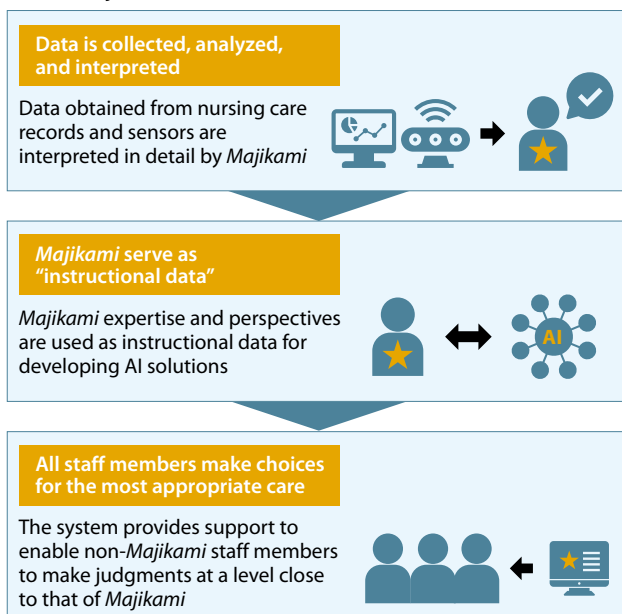 Data is collected, analyzed,
and interpreted
Data obtained from nursing care
records and sensors are
interpreted in detail by Majikami
Majikami serve as
“instructional data”
Majikami expertise and perspectives
are used as instructional data for
developing AI solutions
AI
All staff members make choices
for the most appropriate care
The system provides support to
enable non-Majikami staff members
to make judgments at a level close
to that of Majikami